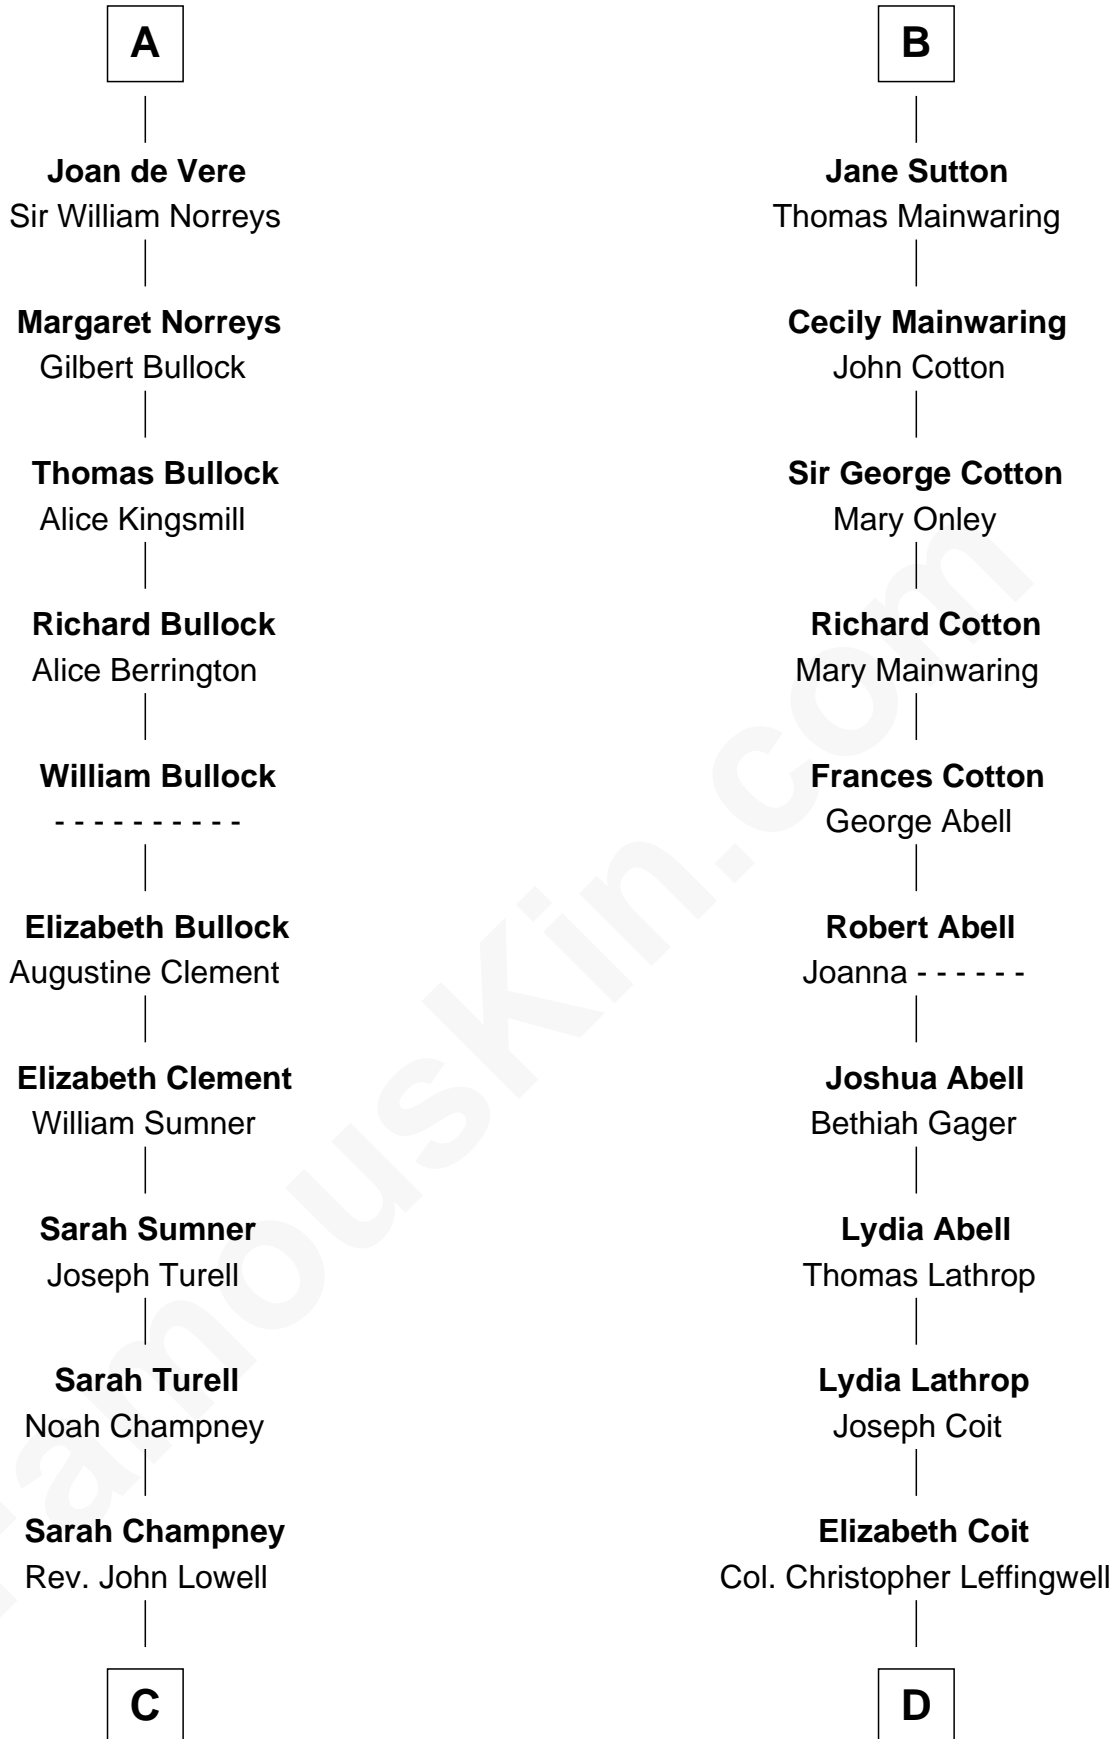 A
Joan de Vere
Sir William Norreys
Margaret Norreys
Gilbert Bullock
Thomas Bullock
Alice Kingsmill
Richard Bullock
Alice Berrington
William Bullock
- - - - - - - - - -
Elizabeth Bullock
Augustine Clement
Elizabeth Clement
William Sumner
Sarah Sumner
Joseph Turell
Sarah Turell
Noah Champney
Sarah Champney
Rev. John Lowell
C
B
Jane Sutton
Thomas Mainwaring
Cecily Mainwaring
John Cotton
Sir George Cotton
Mary Onley
Richard Cotton
Mary Mainwaring
Frances Cotton
George Abell
Robert Abell
Joanna - - - - - -
Joshua Abell
Bethiah Gager
Lydia Abell
Thomas Lathrop
Lydia Lathrop
Joseph Coit
Elizabeth Coit
Col. Christopher Leffingwell
D
FamousKin.com